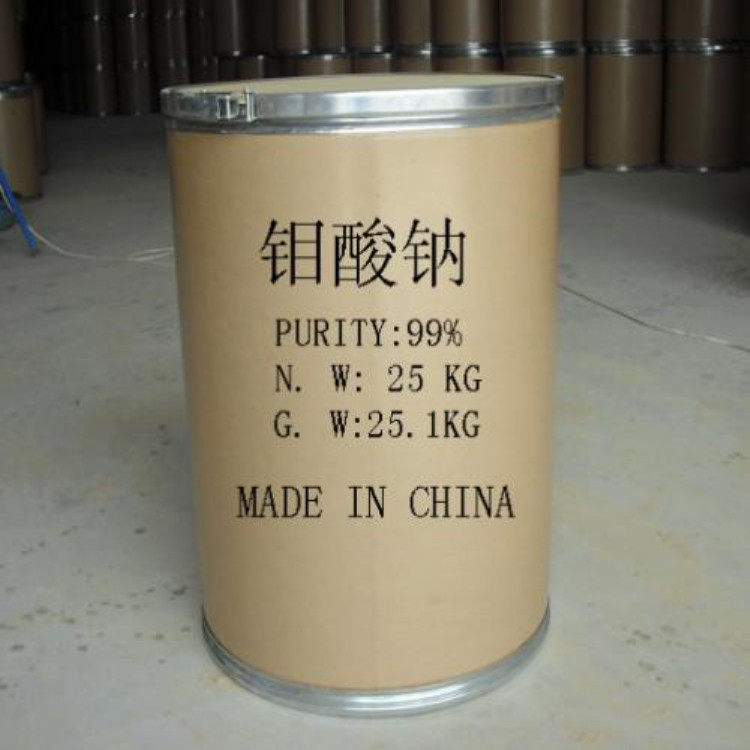 钼酸钠
PURITY:99%
N. W: 25 KG
G. W:25.1KG
MADE IN CHINA